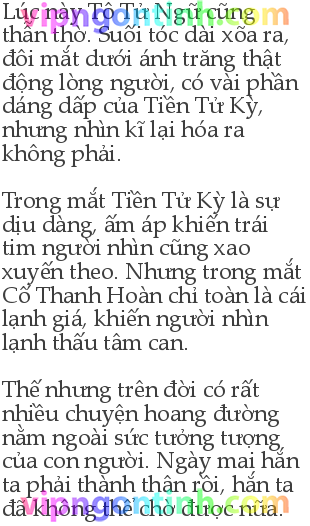 Lúc này Tô Tử Ngữ cũng
thẫn thờ. Suối tóc dài xõa ra,
đôi mắt dưới ánh trăng thật
động lòng người, có vài phần
dáng dấp của Tiền Tử Kỳ,
nhưng nhìn kĩ lại hóa ra
không phải.
Trong mắt Tiền Tử Kỳ là sự
dịu dàng, ấm áp khiến trái
tim người nhìn cũng xao
xuyến theo. Nhưng trong mắt
Cố Thanh Hoàn chỉ toàn là cái
lạnh giá, khiến người nhìn
lạnh thấu tâm can.
Thế nhưng trên đời có rất
nhiều chuyện hoang đường
nằm ngoài sức tưởng tượng
của con người. Ngày mai hắn
ta phải thành thân rồi, hắn ta
đã không thể chờ được nữa.
vipngontinh.com
vipngontinh.com